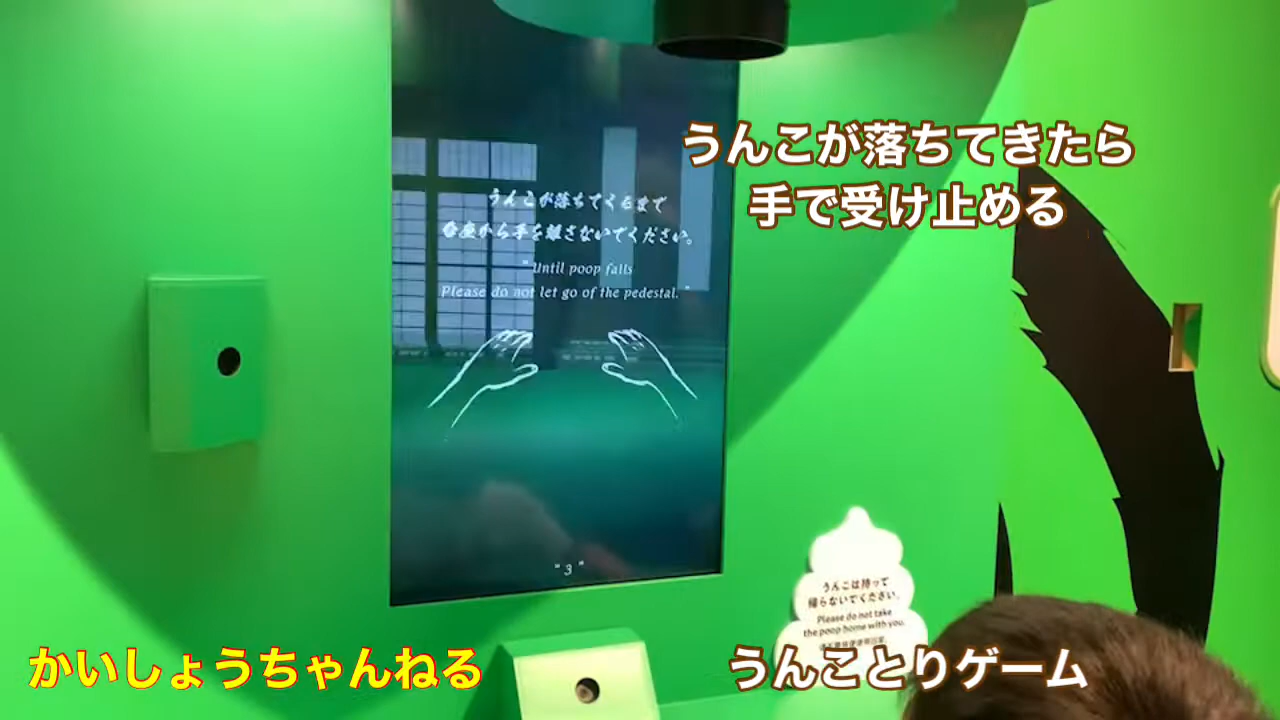 うんこが落ちてきたら
手で受け止める
うんこが落ちてくるまで
台座から手を離さないでください。
"Until poop falls
Please do not let go of the pedestal."
"3"
うんこは持って
帰らないでください。
Please do not take
the poop home with you.
かいしょうちゃんねる
うんことりゲーム